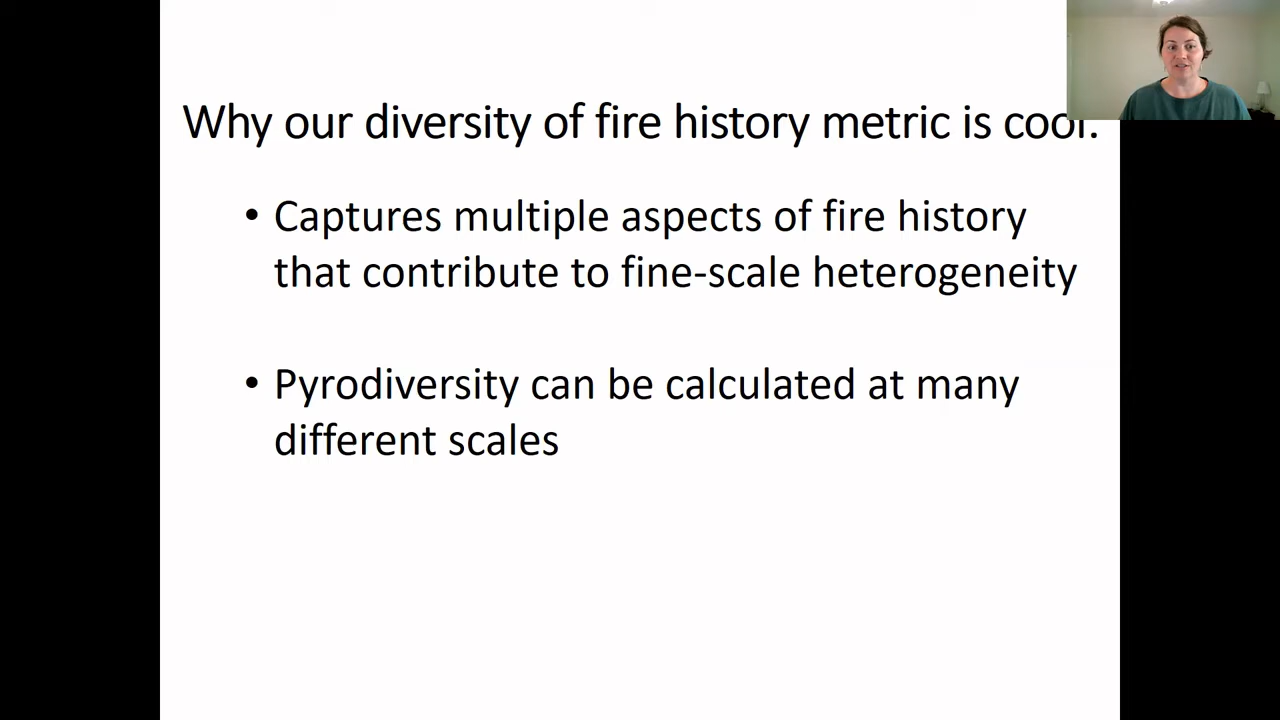 Why our diversity of fire history metric is cool:
• Captures multiple aspects of fire history
that contribute to fine-scale heterogeneity
• Pyrodiversity can be calculated at many
different scales